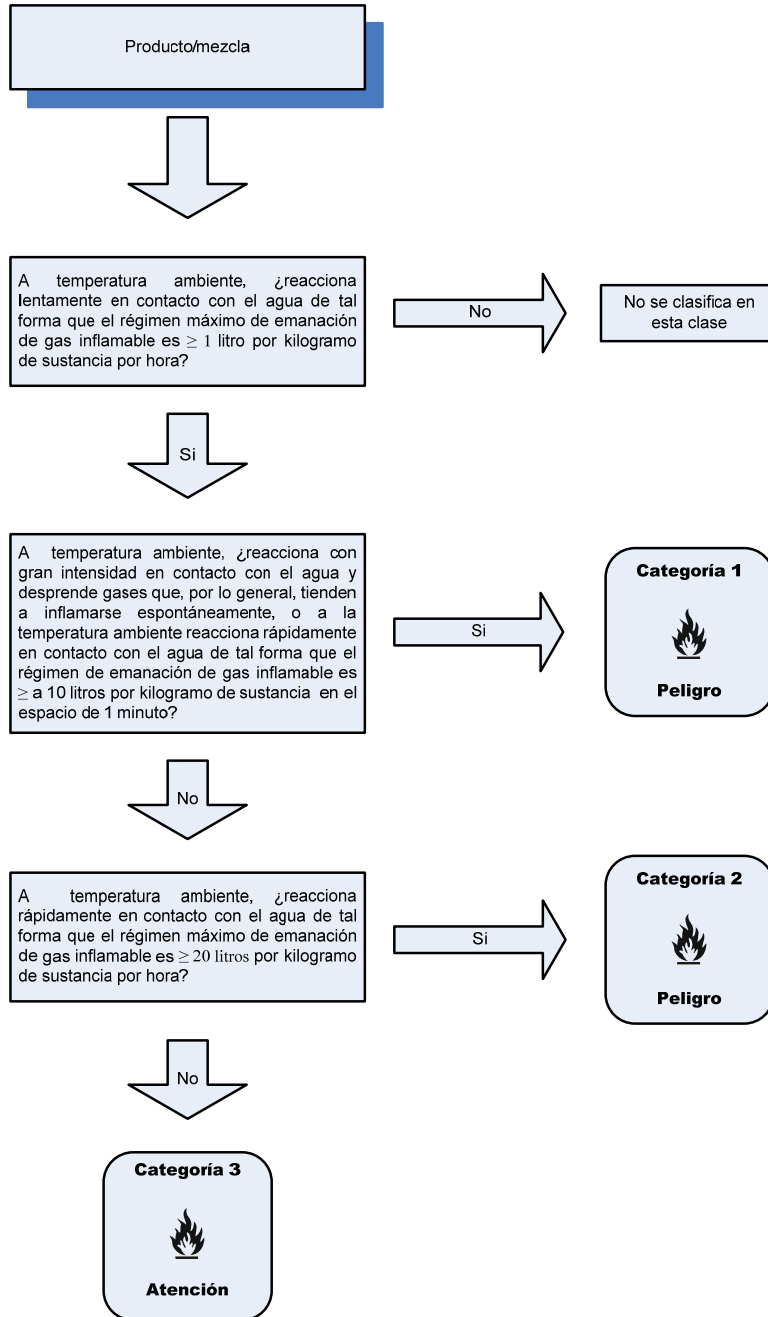 Producto/mezcla
A temperatura ambiente, ¿reacciona
lentamente en contacto con el agua de tal
forma que el régimen máximo de emanación
de gas inflamable es ≥ 1 litro por kilogramo
de sustancia por hora?
No
No se clasifica en
esta clase
Si
A temperatura ambiente, ¿reacciona con
gran intensidad en contacto con el agua y
desprende gases que, por lo general, tienden
a inflamarse espontáneamente, o a la
temperatura ambiente reacciona rápidamente
en contacto con el agua de tal forma que el
régimen de emanación de gas inflamable es
≥ a 10 litros por kilogramo de sustancia en el
espacio de 1 minuto?
Si
Categoría 1
Peligro
No
A temperatura ambiente, ¿reacciona
rápidamente en contacto con el agua de tal
forma que el régimen máximo de emanación
de gas inflamable es ≥ 20 litros por kilogramo
de sustancia por hora?
Si
Categoría 2
Peligro
No
Categoría 3
Atención